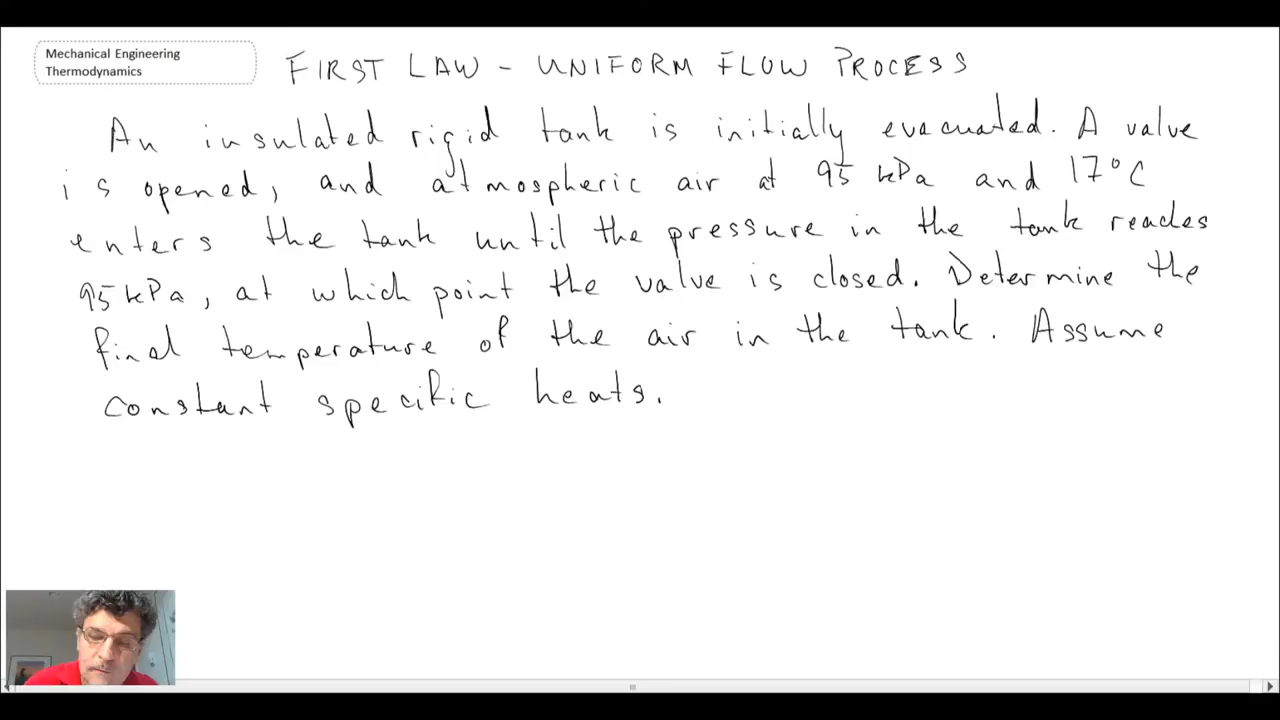 Mechanical Engineering
Thermodynamics
FIRST LAW - UNIFORM FLOW PROCESS
An insulated rigid tank is initially evacuated. A valve
is opened, and atmospheric air at 95 kPa and 17°C
enters the tank until the pressure in the tank reaches
95 kPa, at which point the valve is closed. Determine the
final temperature of the air in the tank. Assume
constant specific heats.